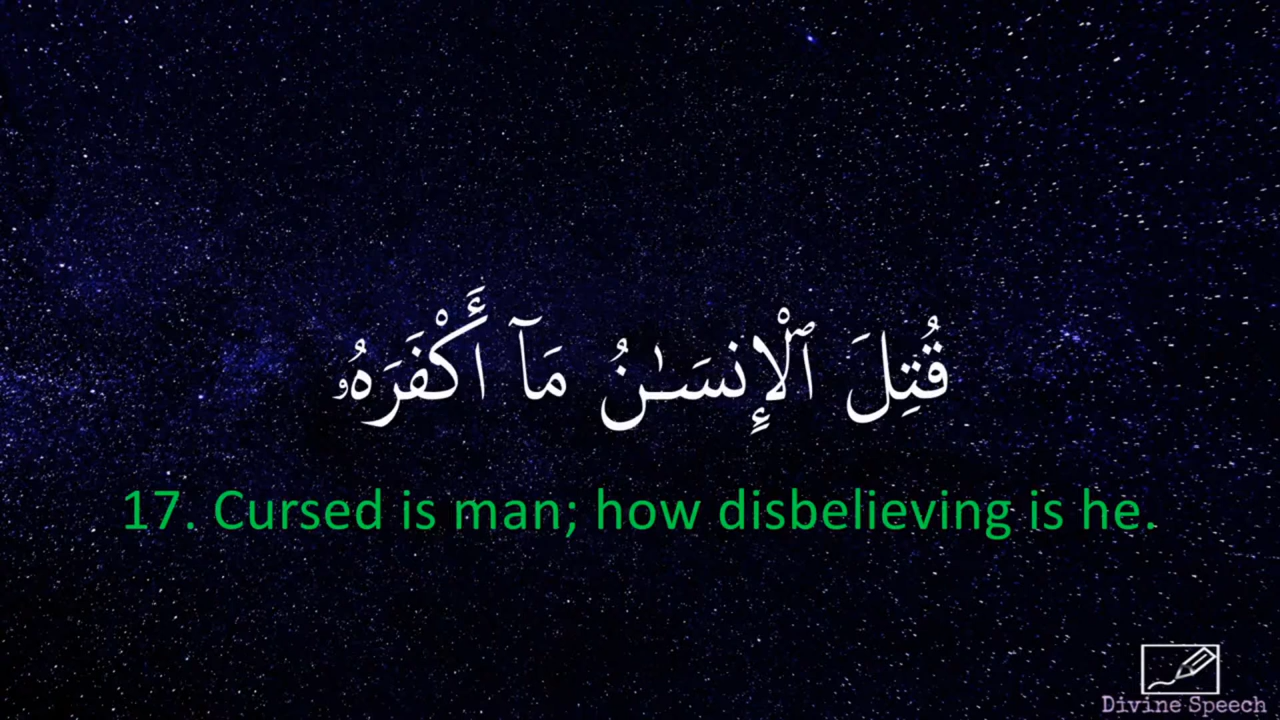 قُتِلَ ٱلْإِنسَـٰنُ مَآ أَكْفَرَهُۥ
17. Cursed is man; how disbelieving is he.
Divine Speech